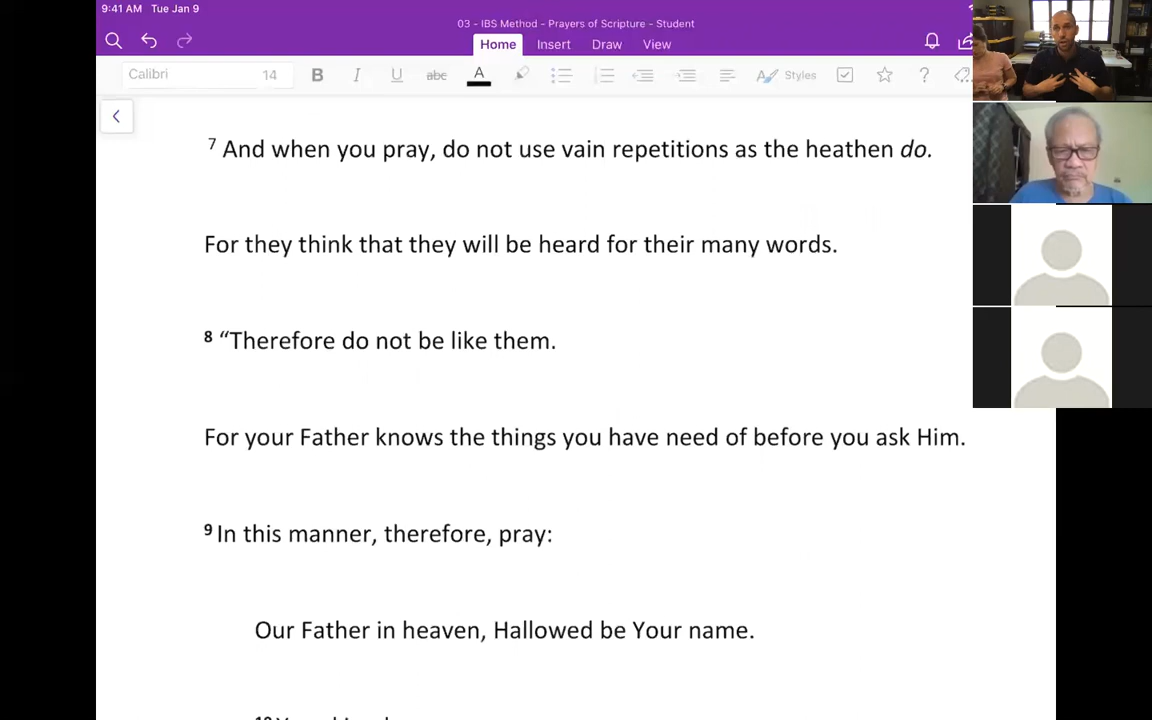 9:41 AM Tue Jan 9
03 - IBS Method - Prayers of Scripture - Student
Home Insert Draw View
Calibri 14 B I U abc A Styles ?
7 And when you pray, do not use vain repetitions as the heathen do.
For they think that they will be heard for their many words.
8 “Therefore do not be like them.
For your Father knows the things you have need of before you ask Him.
9 In this manner, therefore, pray:
Our Father in heaven, Hallowed be Your name.